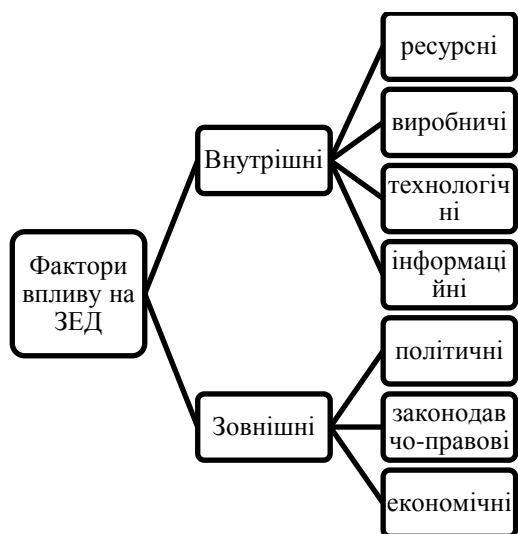 Фактори
впливу на
ЗЕД
Внутрішні
ресурсні
виробничі
технологіч
ні
інформаці
йні
Зовнішні
політичні
законодав
чо-правові
економічні